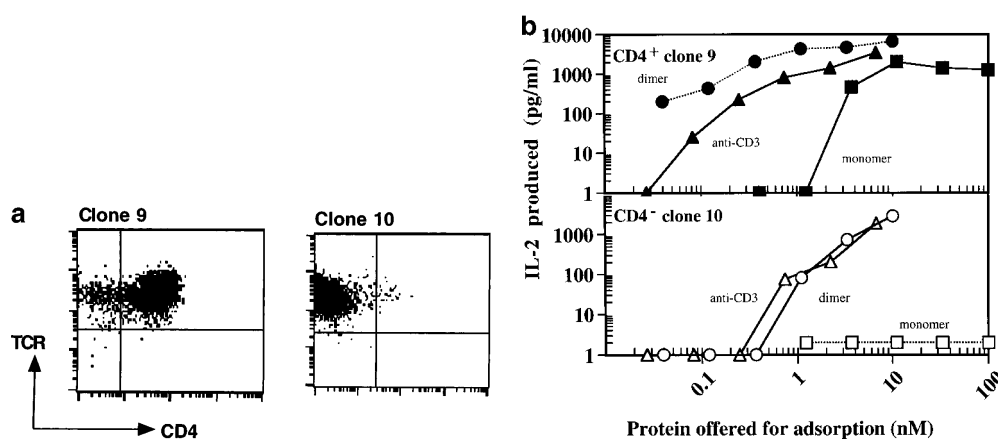 a
Clone 9
Clone 10
TCR
CD4
b
10000
CD4+ clone 9
dimer
1000
100
anti-CD3
monomer
10
1
IL-2 produced (pg/ml)
CD4- clone 10
1000
100
anti-CD3
dimer
10
monomer
1
0.1
1
10
100
Protein offered for adsorption (nM)